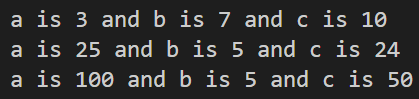 a is 3 and b is 7 and c is 10
a is 25 and b is 5 and c is 24
a is 100 and b is 5 and c is 50